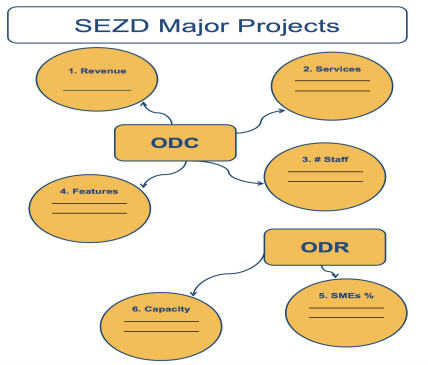 SEZD Major Projects
1. Revenue
2. Services
ODC
3. # Staff
4. Features
ODR
5. SMEs %
6. Capacity